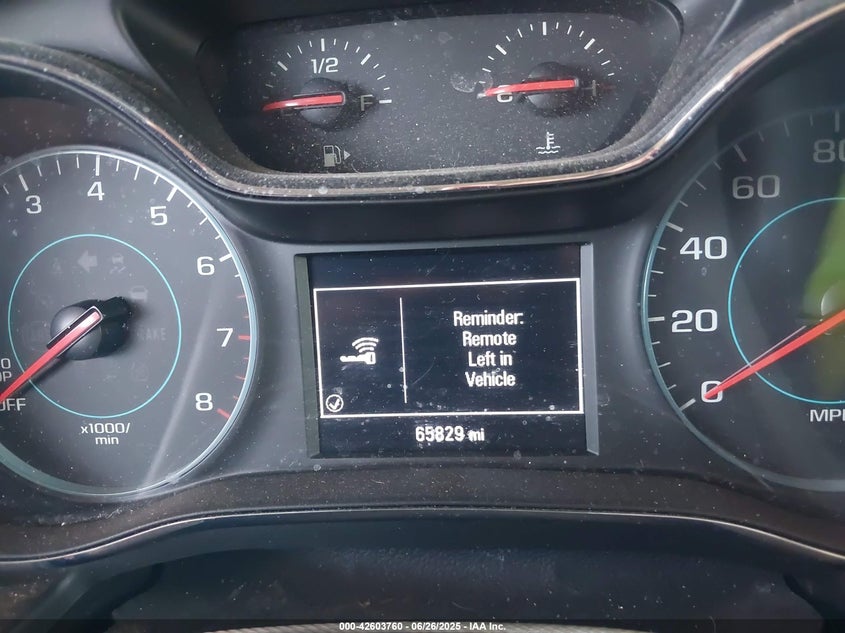 1/2
F
C
H
3
4
5
6
7
8
OFF
x1000/
min
Reminder:
Remote
Left in
Vehicle
65829 mi
0
20
40
60
80
000-42603760 - 06/26/2025 - IAA Inc.